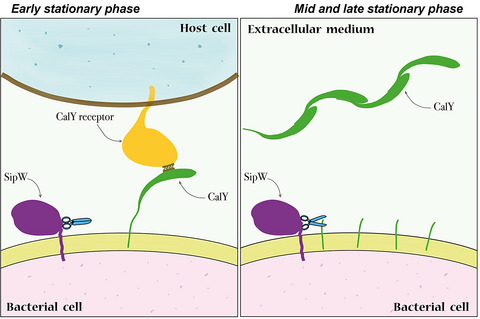 Early stationary phase
Mid and late stationary phase
Host cell
CalY receptor
SipW
CalY
Bacterial cell
Extracellular medium
CalY
SipW
Bacterial cell